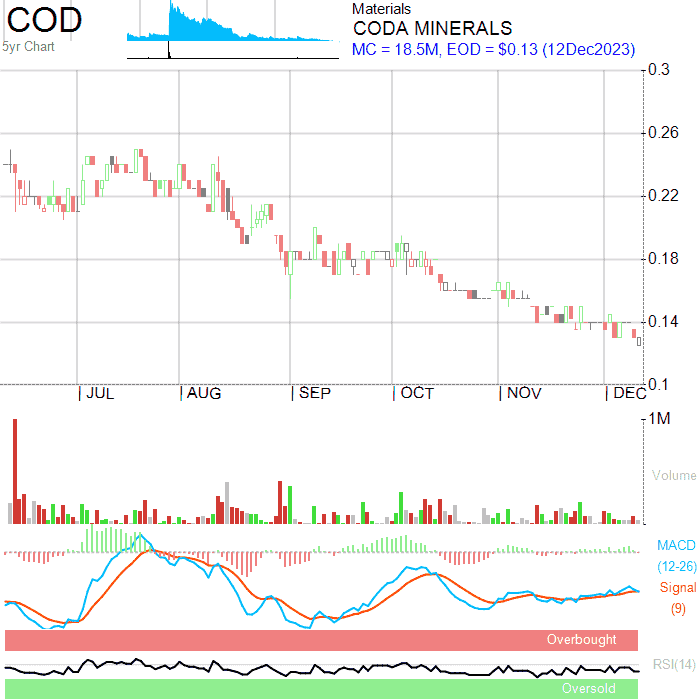 COD
5yr Chart
Materials
CODA MINERALS
MC = 18.5M, EOD = $0.13 (12Dec2023)
0.3
0.26
0.22
0.18
0.14
0.1
JUL AUG SEP OCT NOV DEC
1M
Volume
MACD
(12-26)
Signal
(9)
Overbought
RSI(14)
Oversold